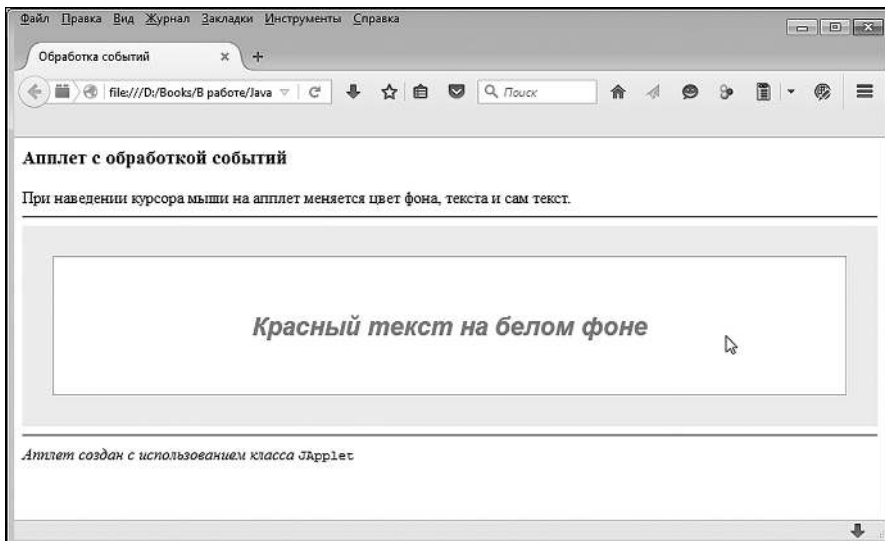 Файл Правка Вид Журнал Закладки Инструменты Справка
Обработка событий
file:///D:/Books/В работе/Java
Поиск
Апплет с обработкой событий
При наведении курсора мыши на апплет меняется цвет фона, текста и сам текст.
Красный текст на белом фоне
Апплет создан с использованием класса JApplet